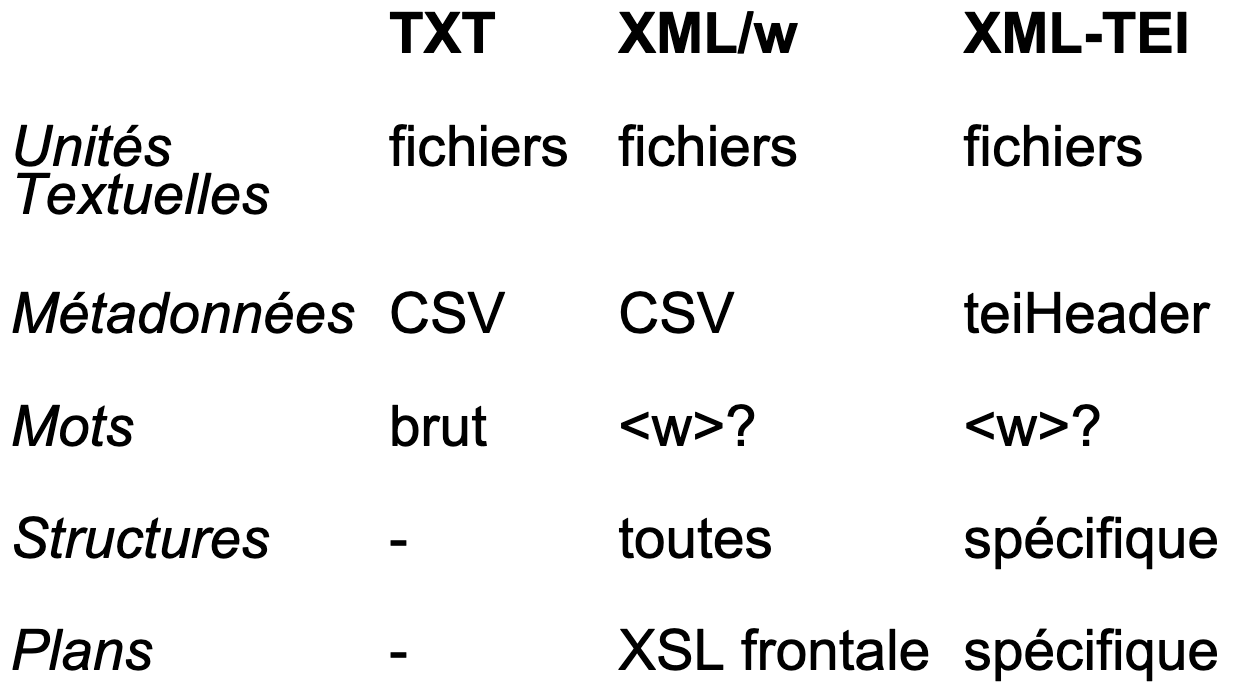 TXT XML/w XML-TEI
Unités fichiers fichiers fichiers
Textuelles
Métadonnées CSV CSV teiHeader
Mots brut <w>? <w>?
Structures - toutes spécifique
Plans - XSL frontale spécifique